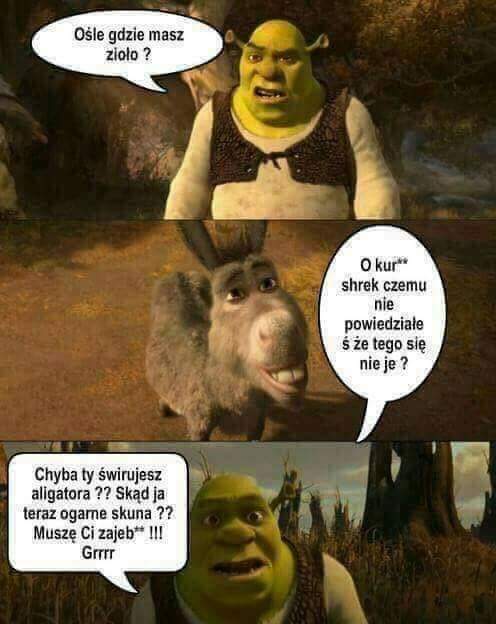 Ośle gdzie masz
zioło ?
O kur**
shrek czemu
nie
powiedziałe
ś że tego się
nie je ?
Chyba ty świrujesz
aligatora ?? Skąd ja
teraz ogarne skuna ??
Muszę Ci zajeb** !!!
Grrrr